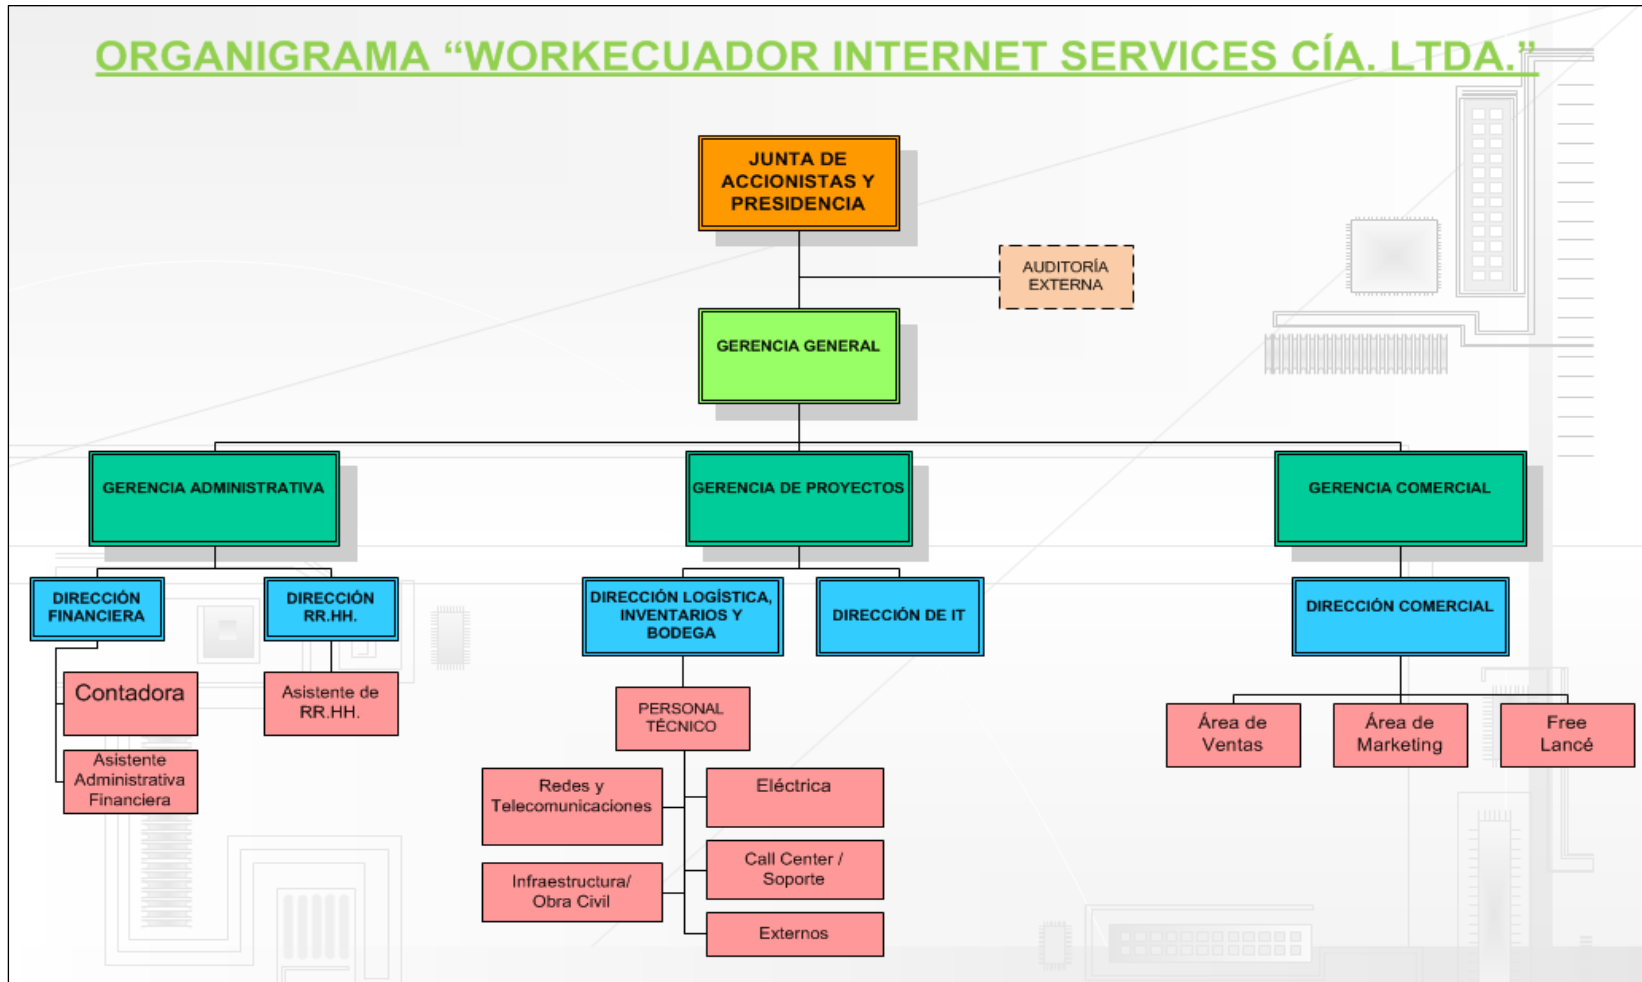 ORGANIGRAMA “WORKECUADOR INTERNET SERVICES CÍA. LTDA.”
JUNTA DE
ACCIONISTAS Y
PRESIDENCIA
AUDITORÍA
EXTERNA
GERENCIA GENERAL
GERENCIA ADMINISTRATIVA
GERENCIA DE PROYECTOS
GERENCIA COMERCIAL
DIRECCIÓN
FINANCIERA
DIRECCIÓN
RR.HH.
DIRECCIÓN LOGÍSTICA,
INVENTARIOS Y
BODEGA
DIRECCIÓN DE IT
DIRECCIÓN COMERCIAL
Contadora
Asistente de
RR.HH.
PERSONAL
TÉCNICO
Área de
Ventas
Área de
Marketing
Free
Lancé
Asistente
Administrativa
Financiera
Redes y
Telecomunicaciones
Eléctrica
Infraestructura/
Obra Civil
Call Center /
Soporte
Externos